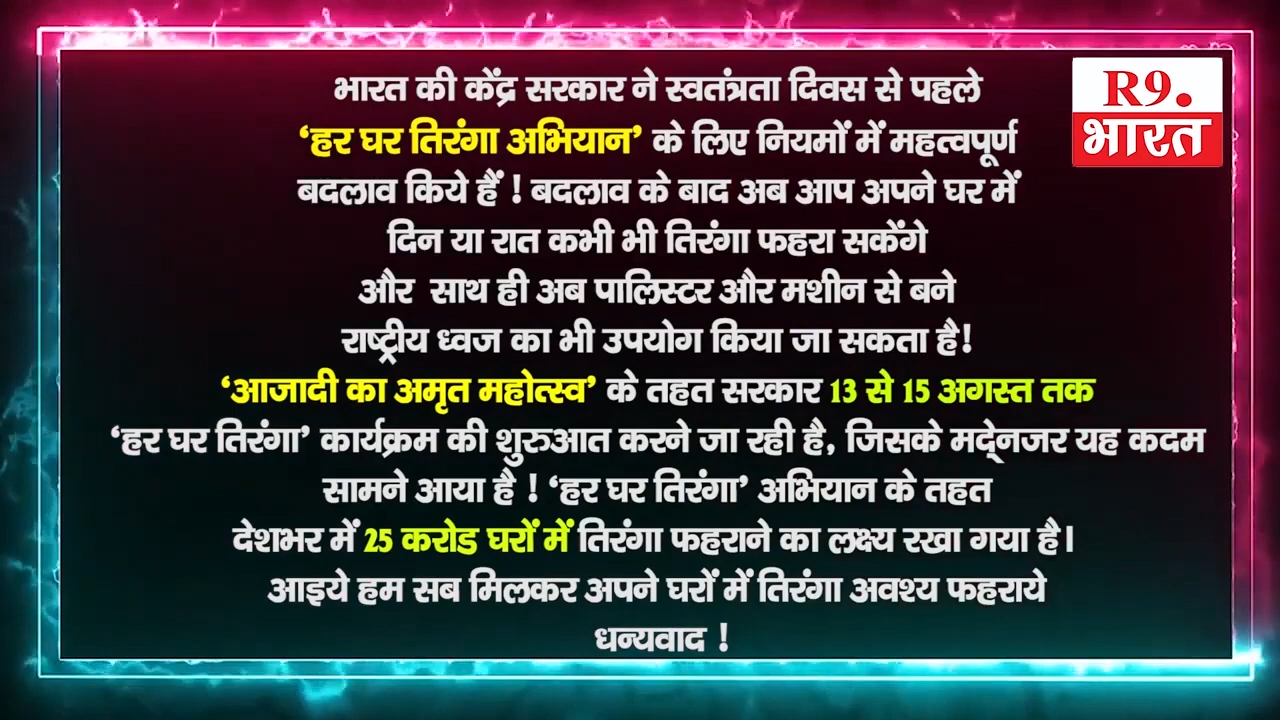 भारत की केंद्र सरकार ने स्वतंत्रता दिवस से पहले
R9.
भारत
‘हर घर तिरंगा अभियान’ के लिए नियमों में महत्वपूर्ण
बदलाव किये हैं ! बदलाव के बाद अब आप अपने घर में
दिन या रात कभी भी तिरंगा फहरा सकेंगे
और साथ ही अब पालिस्टर और मशीन से बने
राष्ट्रीय ध्वज का भी उपयोग किया जा सकता है!
‘आजादी का अमृत महोत्स्व’ के तहत सरकार 13 से 15 अगस्त तक
‘हर घर तिरंगा’ कार्यक्रम की शुरुआत करने जा रही है, जिसके मद्देनजर यह कदम
सामने आया है ! ‘हर घर तिरंगा’ अभियान के तहत
देशभर में 25 करोड घरों में तिरंगा फहराने का लक्ष्य रखा गया है।
आइये हम सब मिलकर अपने घरों में तिरंगा अवश्य फहराये
धन्यवाद !